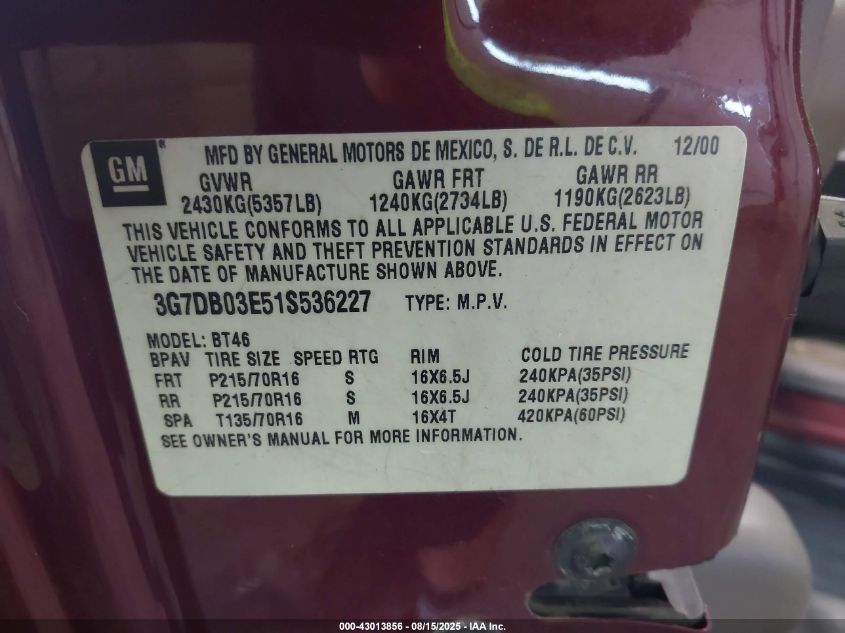 GM
MFD BY GENERAL MOTORS DE MEXICO, S. DE R.L. DE C.V. 12/00
GVWR GAWR FRT GAWR RR
2430KG(5357LB) 1240KG(2734LB) 1190KG(2623LB)
THIS VEHICLE CONFORMS TO ALL APPLICABLE U.S. FEDERAL MOTOR
VEHICLE SAFETY AND THEFT PREVENTION STANDARDS IN EFFECT ON
THE DATE OF MANUFACTURE SHOWN ABOVE.
3G7DB03E51S536227 TYPE: M.P.V.
MODEL: BT46
BPAV TIRE SIZE SPEED RTG RIM COLD TIRE PRESSURE
FRT P215/70R16 S 16X6.5J 240KPA(35PSI)
RR P215/70R16 S 16X6.5J 240KPA(35PSI)
SPA T135/70R16 M 16X4T 420KPA(60PSI)
SEE OWNER'S MANUAL FOR MORE INFORMATION.
000-43013856 - 08/15/2025 - IAA Inc.